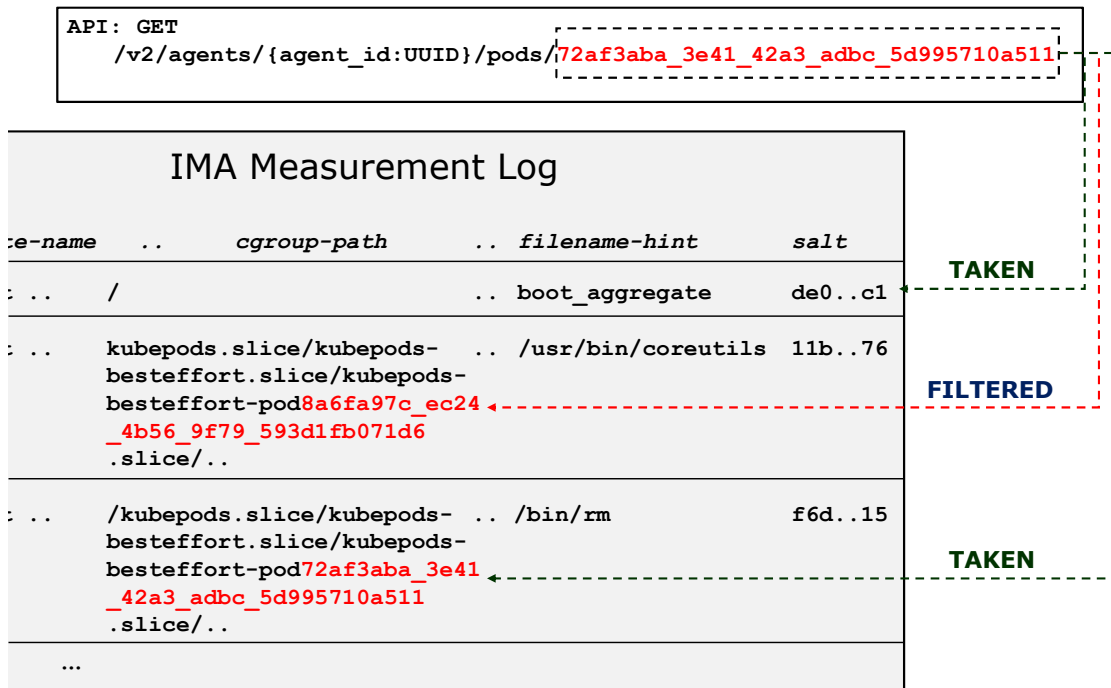 API: GET
/v2/agents/{agent_id:UUID}/pods/72af3aba_3e41_42a3_adbc_5d995710a511
IMA Measurement Log
te-name .. cgroup-path .. filename-hint salt
TAKEN
.. / .. boot_aggregate de0..c1
.. kubepods.slice/kubepods- .. /usr/bin/coreutils 11b..76
besteffort.slice/kubepods-
besteffort-pod8a6fa97c_ec24
FILTERED
_4b56_9f79_593d1fb071d6
.slice/..
.. /kubepods.slice/kubepods- .. /bin/rm f6d..15
besteffort.slice/kubepods-
besteffort-pod72af3aba_3e41
TAKEN
_42a3_adbc_5d995710a511
.slice/..
...